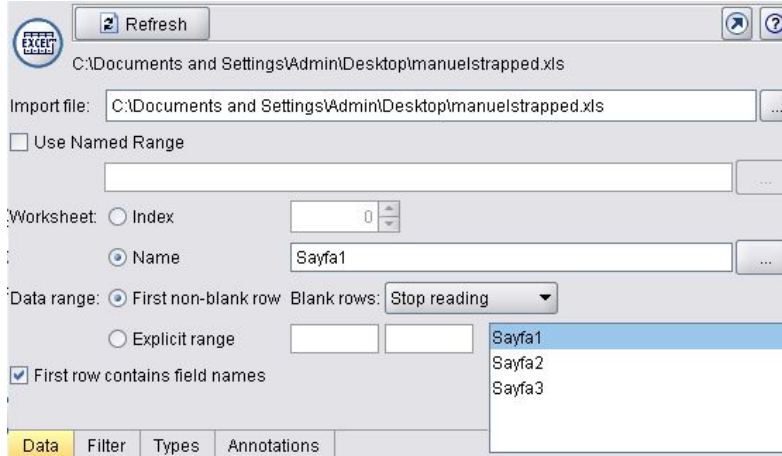 EXCEL
Refresh
?
C:\Documents and Settings\Admin\Desktop\manuelstrapped.xls
Import file: C:\Documents and Settings\Admin\Desktop\manuelstrapped.xls ...
Use Named Range
...
Worksheet: Index 0
Name Sayfa1 ...
Data range: First non-blank row Blank rows: Stop reading
Explicit range
Sayfa1
Sayfa2
Sayfa3
First row contains field names
Data Filter Types Annotations